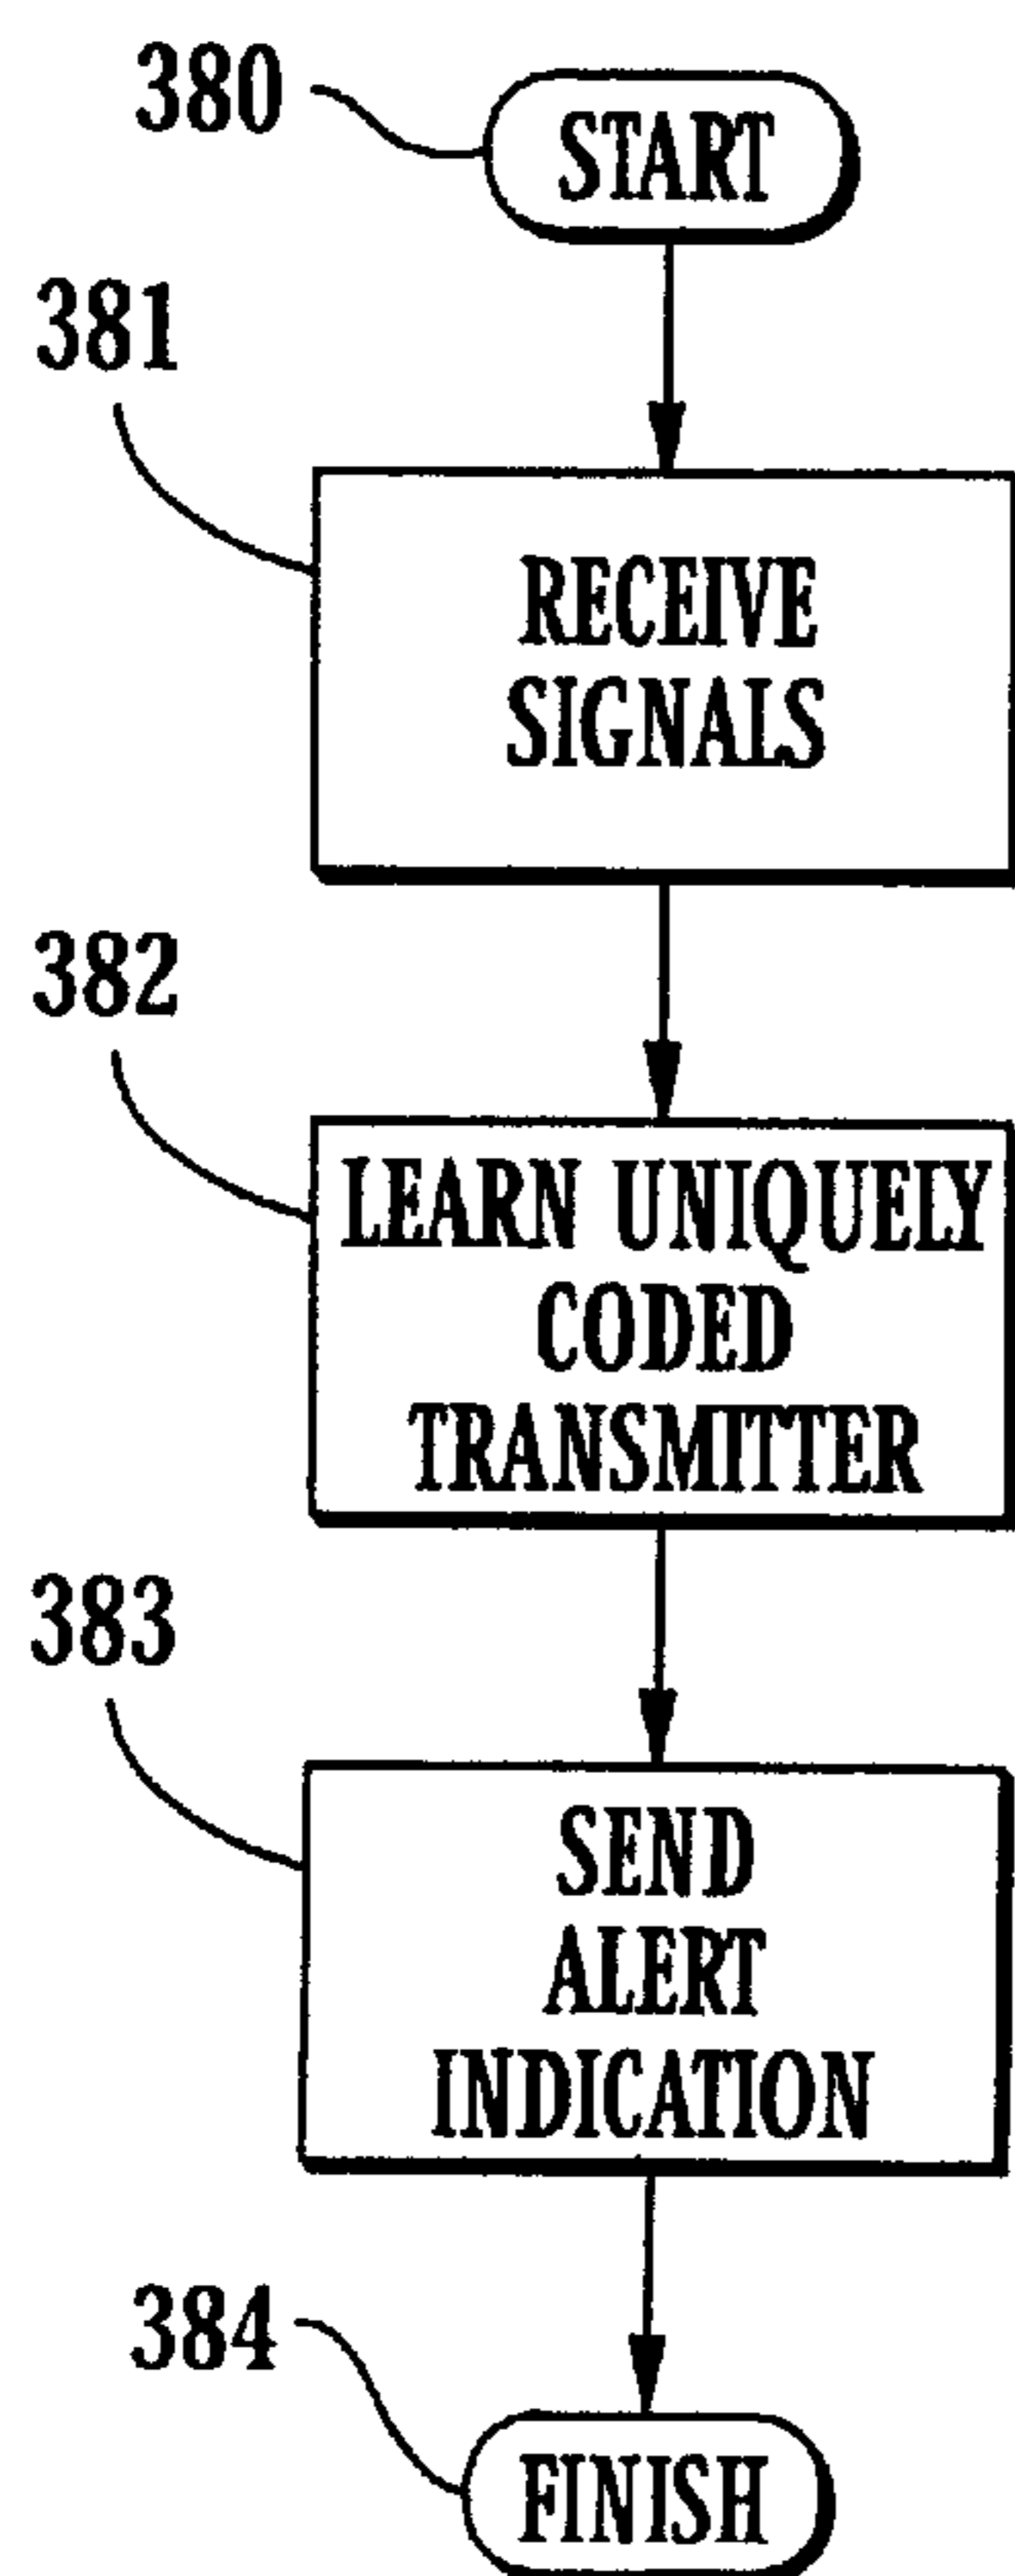 380
START
381
RECEIVE
SIGNALS
382
LEARN UNIQUELY
CODED
TRANSMITTER
383
SEND
ALERT
INDICATION
384
FINISH